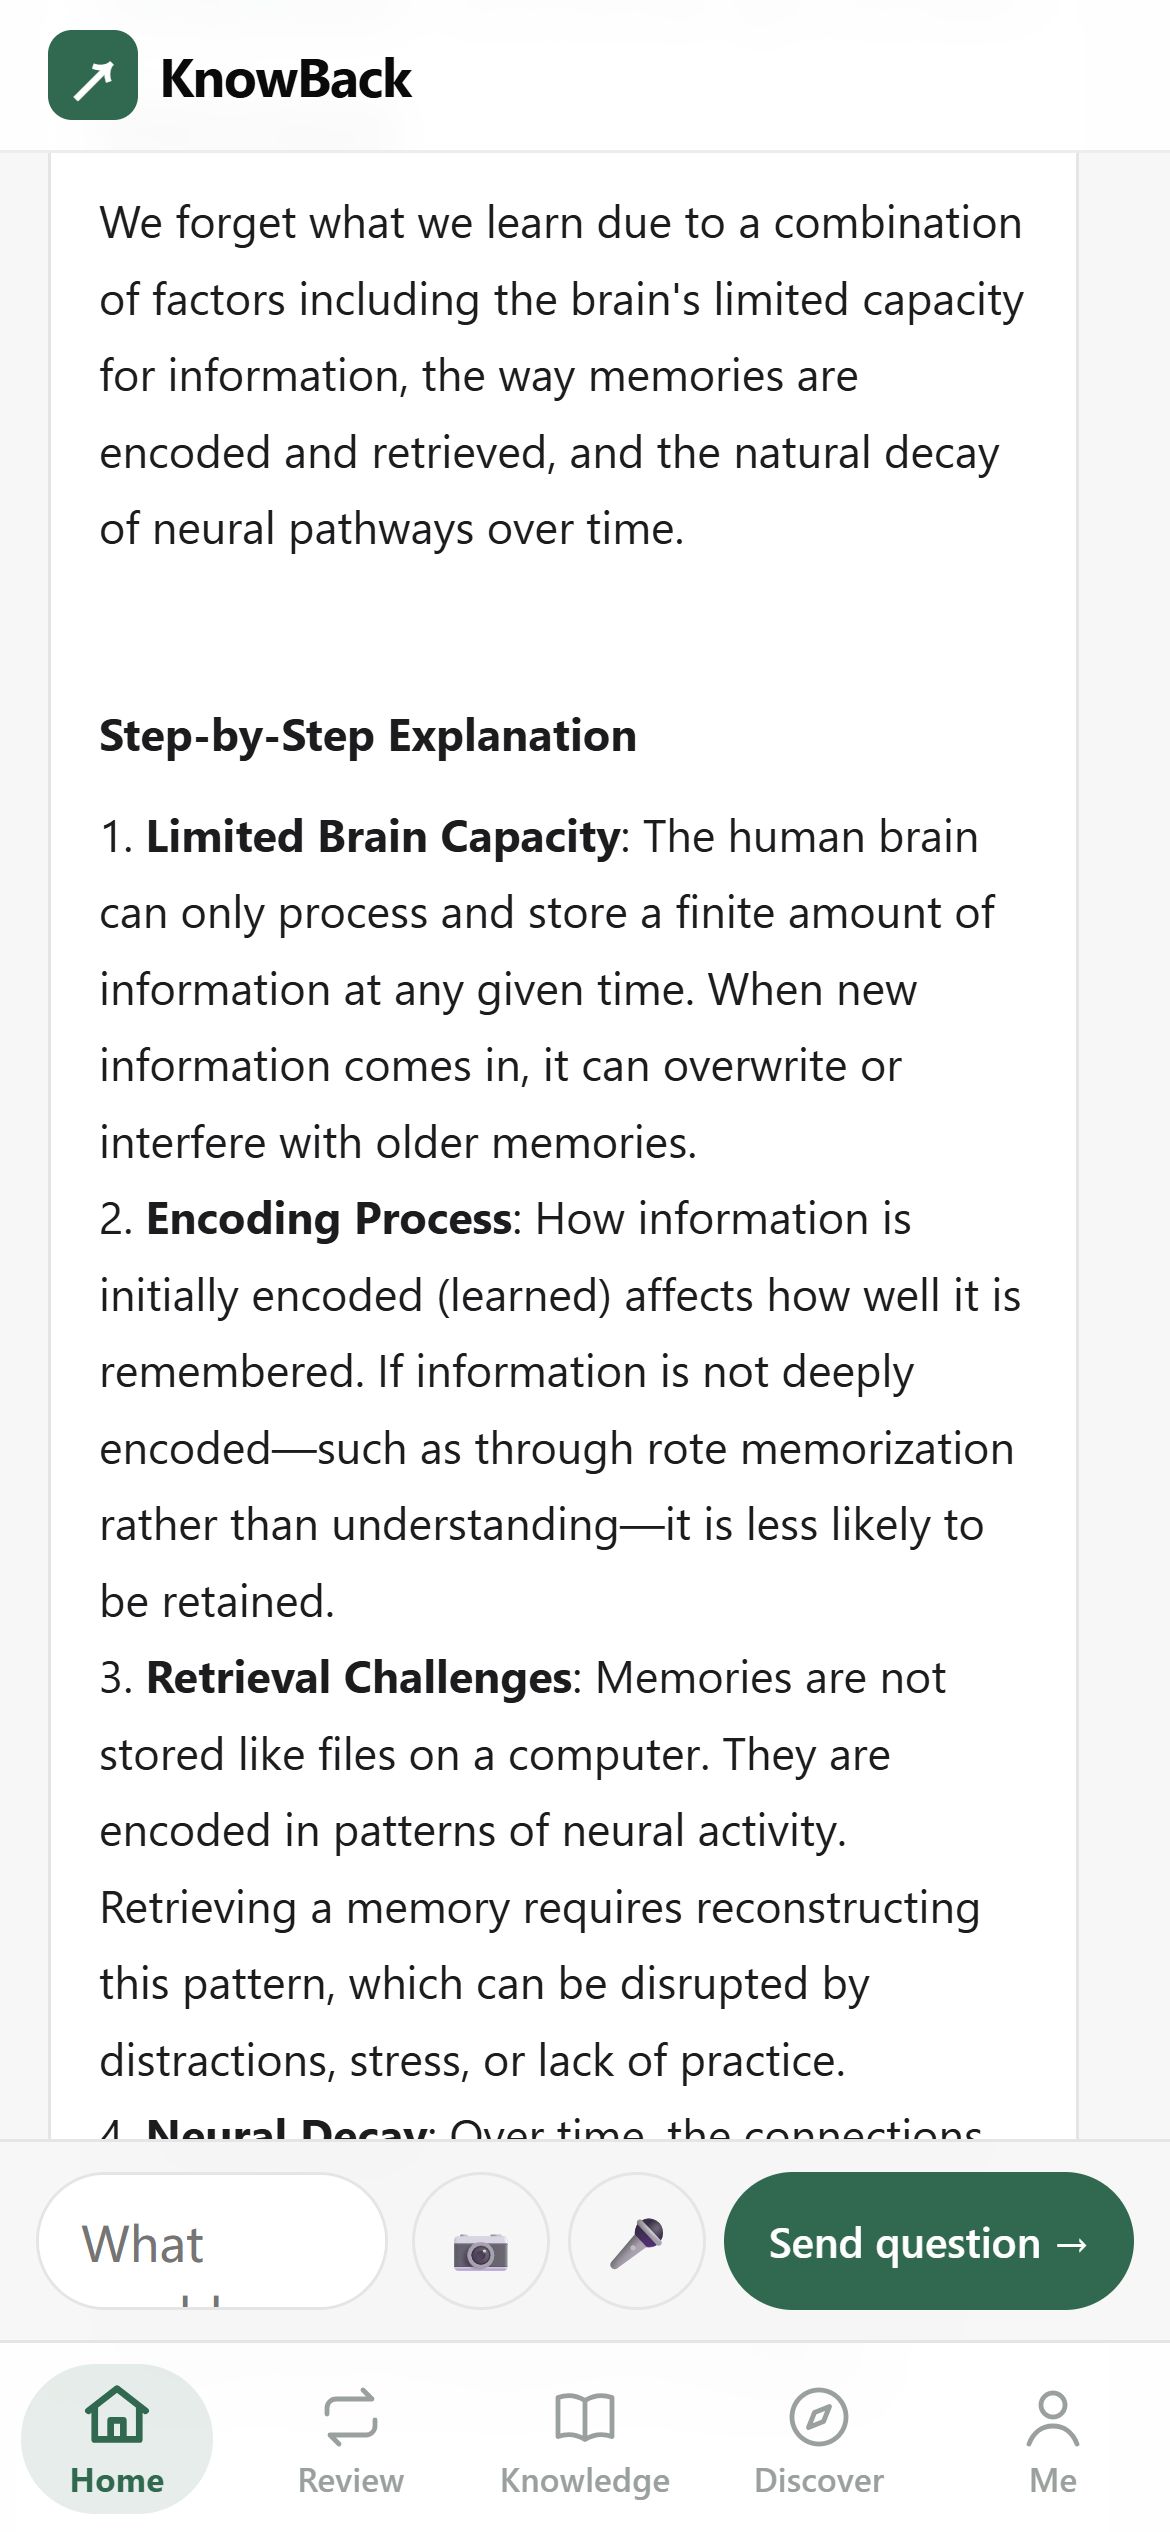 KnowBack
We forget what we learn due to a combination
of factors including the brain's limited capacity
for information, the way memories are
encoded and retrieved, and the natural decay
of neural pathways over time.
Step-by-Step Explanation
1. Limited Brain Capacity: The human brain
can only process and store a finite amount of
information at any given time. When new
information comes in, it can overwrite or
interfere with older memories.
2. Encoding Process: How information is
initially encoded (learned) affects how well it is
remembered. If information is not deeply
encoded—such as through rote memorization
rather than understanding—it is less likely to
be retained.
3. Retrieval Challenges: Memories are not
stored like files on a computer. They are
encoded in patterns of neural activity.
Retrieving a memory requires reconstructing
this pattern, which can be disrupted by
distractions, stress, or lack of practice.
4. Neural Decay: Over time, the connections
What
Send question →
Home
Review
Knowledge
Discover
Me